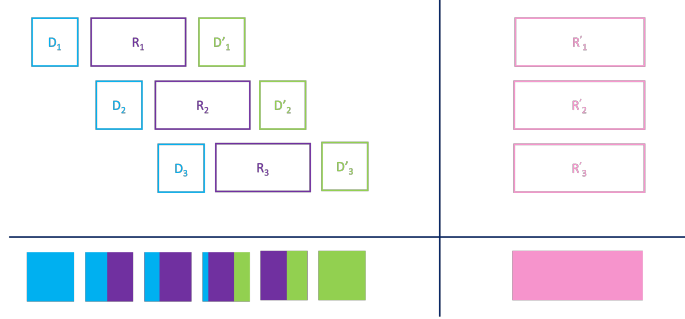 D₁ R₁ D'₁ R'₁
D₂ R₂ D'₂ R'₂
D₃ R₃ D'₃ R'₃